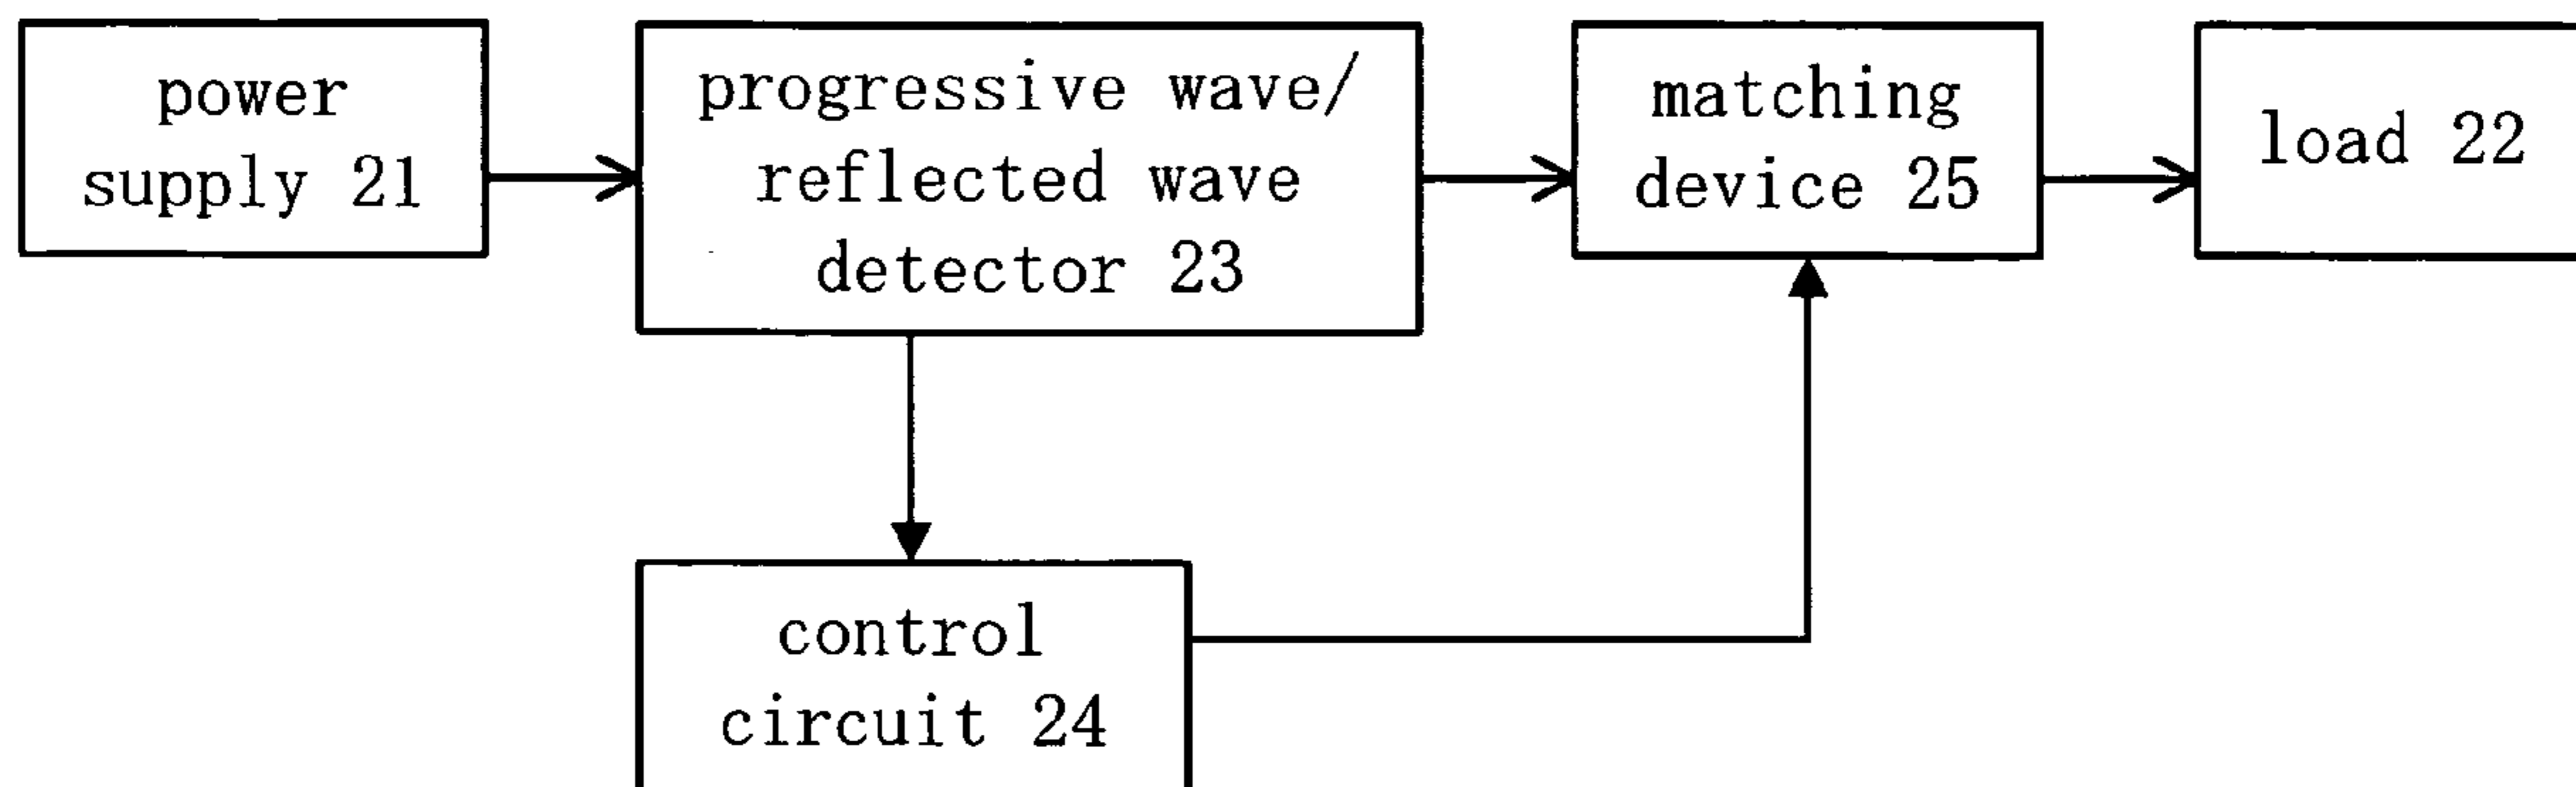 power
supply 21
progressive wave/
reflected wave
detector 23
matching
device 25
load 22
control
circuit 24